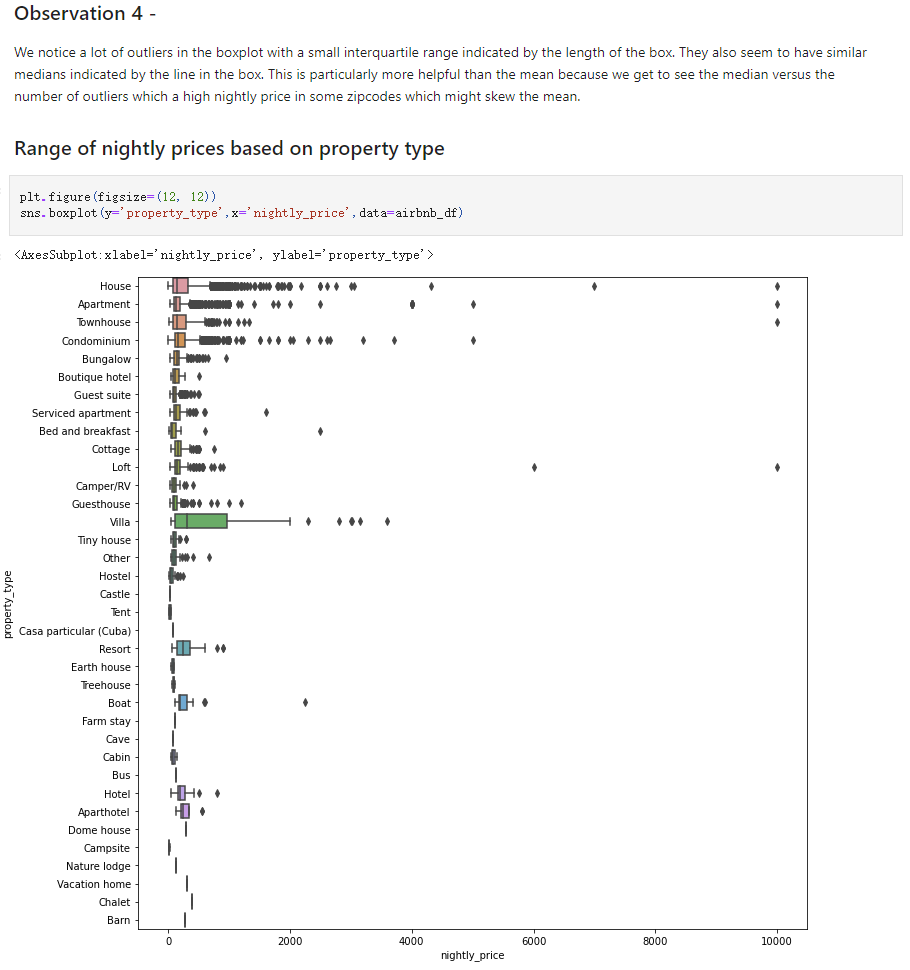 Observation 4 -
We notice a lot of outliers in the boxplot with a small interquartile range indicated by the length of the box. They also seem to have similar
medians indicated by the line in the box. This is particularly more helpful than the mean because we get to see the median versus the
number of outliers which a high nightly price in some zipcodes which might skew the mean.
Range of nightly prices based on property type
plt.figure(figsize=(12, 12))
sns.boxplot(y='property_type',x='nightly_price',data=airbnb_df)
<AxesSubplot:xlabel='nightly_price', ylabel='property_type'>
House
Apartment
Townhouse
Condominium
Bungalow
Boutique hotel
Guest suite
Serviced apartment
Bed and breakfast
Cottage
Loft
Camper/RV
Guesthouse
Villa
Tiny house
Other
Hostel
Castle
Tent
Casa particular (Cuba)
Resort
Earth house
Treehouse
Boat
Farm stay
Cave
Cabin
Bus
Hotel
Aparthotel
Dome house
Campsite
Nature lodge
Vacation home
Chalet
Barn
property_type
0 2000 4000 6000 8000 10000
nightly_price